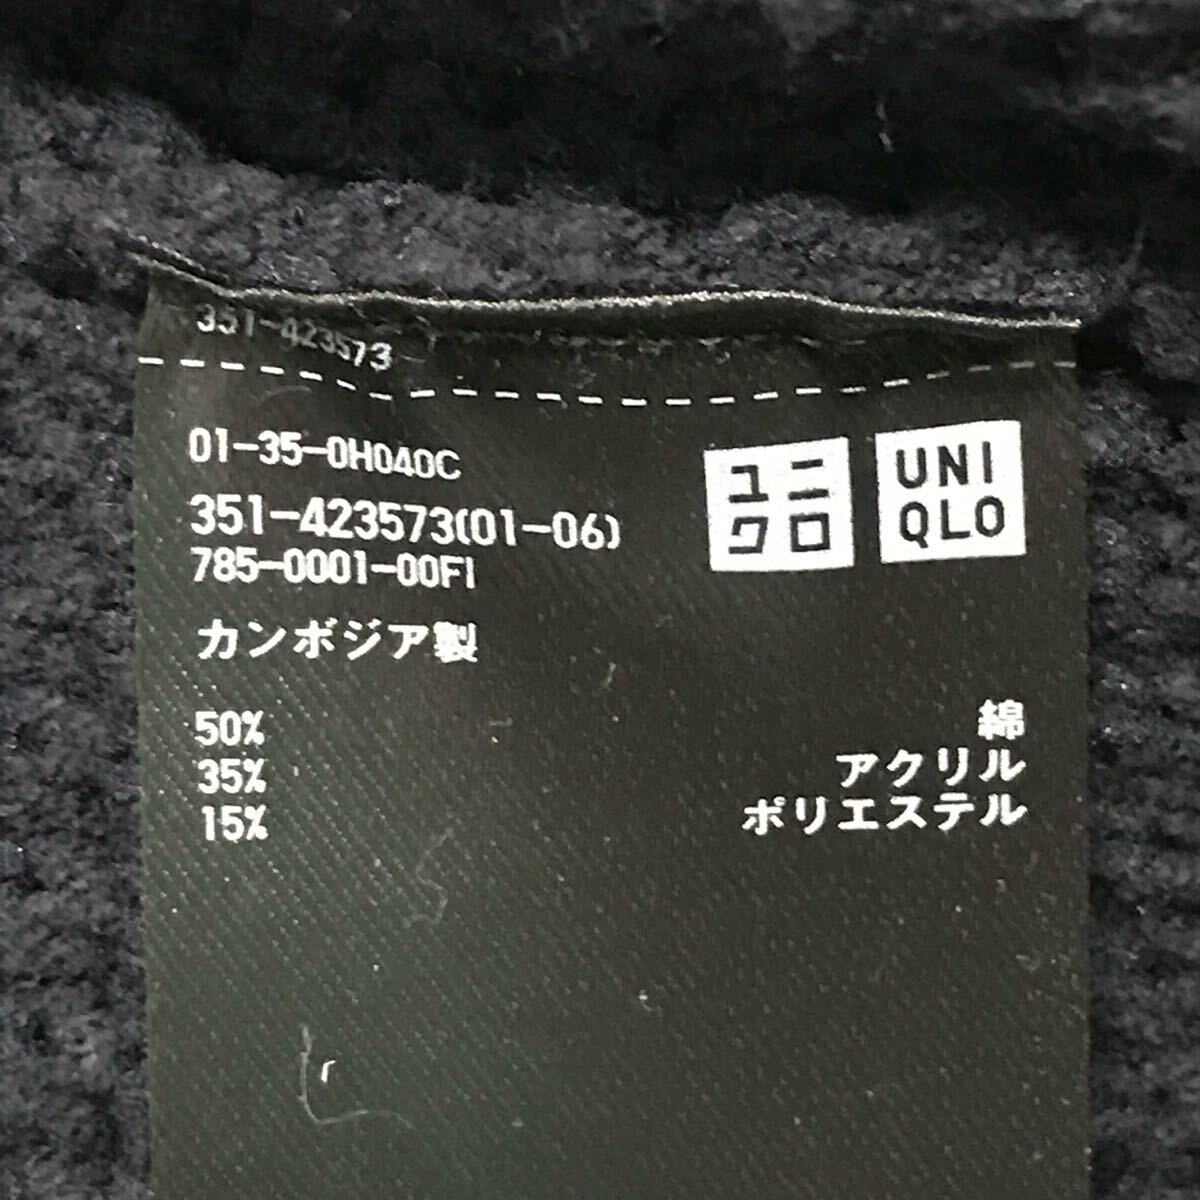 351-423573
01-35-0H040C
351-423573(01-06)
785-0001-00FI
ユニ
クロ
UNI
QLO
カンボジア製
50% 綿
35% アクリル
15% ポリエステル